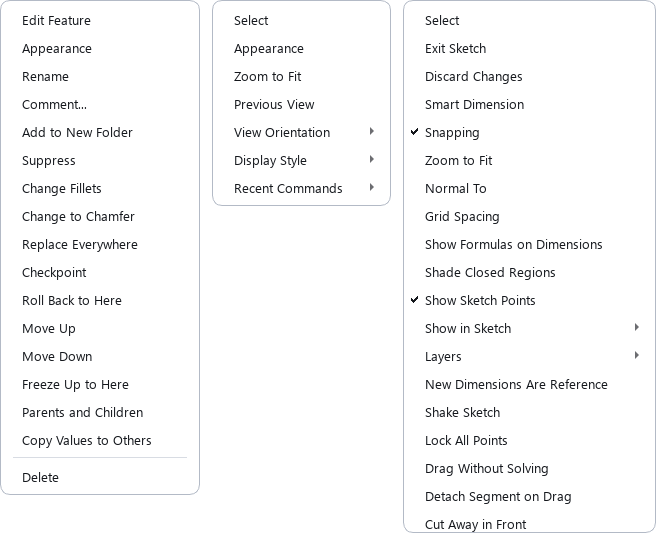 Edit Feature
Appearance
Rename
Comment...
Add to New Folder
Suppress
Change Fillets
Change to Chamfer
Replace Everywhere
Checkpoint
Roll Back to Here
Move Up
Move Down
Freeze Up to Here
Parents and Children
Copy Values to Others
Delete
Select
Appearance
Zoom to Fit
Previous View
View Orientation
Display Style
Recent Commands
Select
Exit Sketch
Discard Changes
Smart Dimension
Snapping
Zoom to Fit
Normal To
Grid Spacing
Show Formulas on Dimensions
Shade Closed Regions
Show Sketch Points
Show in Sketch
Layers
New Dimensions Are Reference
Shake Sketch
Lock All Points
Drag Without Solving
Detach Segment on Drag
Cut Away in Front